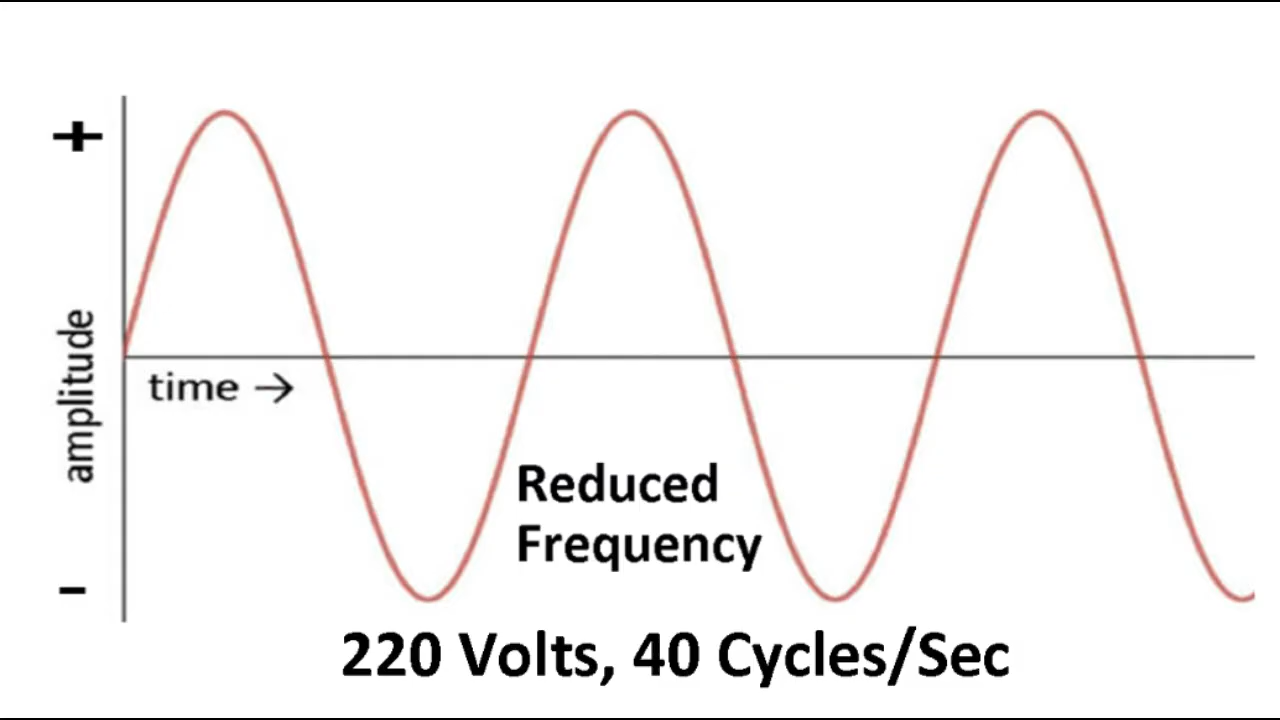 +
amplitude
time →
Reduced
Frequency
-
220 Volts, 40 Cycles/Sec